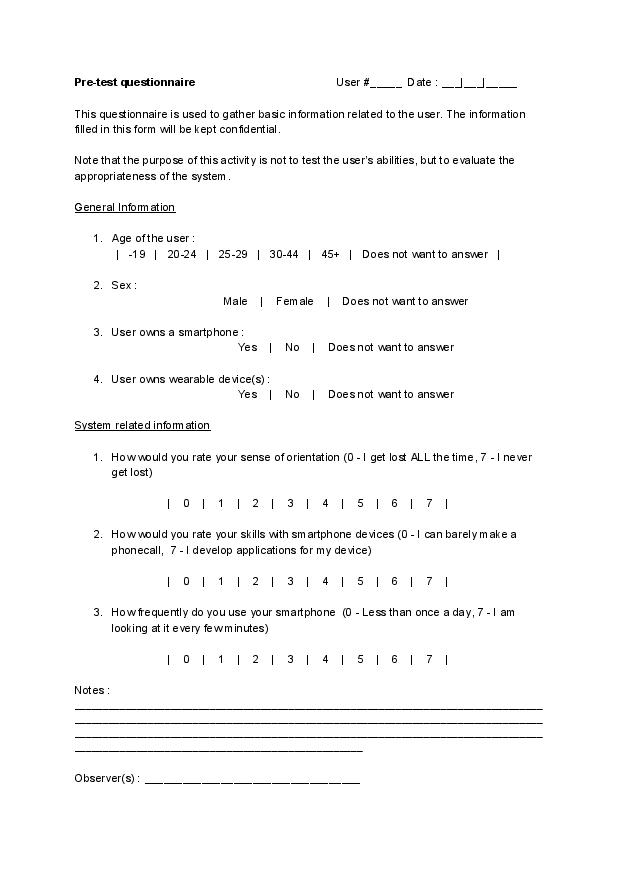 Pre-test questionnaire User #_____ Date : ___|___|_____
This questionnaire is used to gather basic information related to the user. The information
filled in this form will be kept confidential.
Note that the purpose of this activity is not to test the user's abilities, but to evaluate the
appropriateness of the system.
General Information
1. Age of the user :
| -19 | 20-24 | 25-29 | 30-44 | 45+ | Does not want to answer |
2. Sex :
Male | Female | Does not want to answer
3. User owns a smartphone :
Yes | No | Does not want to answer
4. User owns wearable device(s) :
Yes | No | Does not want to answer
System related information
1. How would you rate your sense of orientation (0 - I get lost ALL the time, 7 - I never
get lost)
| 0 | 1 | 2 | 3 | 4 | 5 | 6 | 7 |
2. How would you rate your skills with smartphone devices (0 - I can barely make a
phonecall, 7 - I develop applications for my device)
| 0 | 1 | 2 | 3 | 4 | 5 | 6 | 7 |
3. How frequently do you use your smartphone (0 - Less than once a day, 7 - I am
looking at it every few minutes)
| 0 | 1 | 2 | 3 | 4 | 5 | 6 | 7 |
Notes :
Observer(s) : ___________________________________